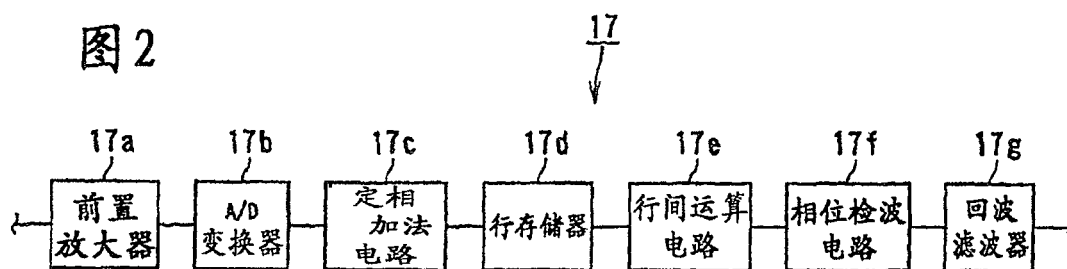 图2
17
17a 17b 17c 17d 17e 17f 17g
前置
放大器
A/D
变换器
定相
加法
电路
行存储器
行间运算
电路
相位检波
电路
回波
滤波器